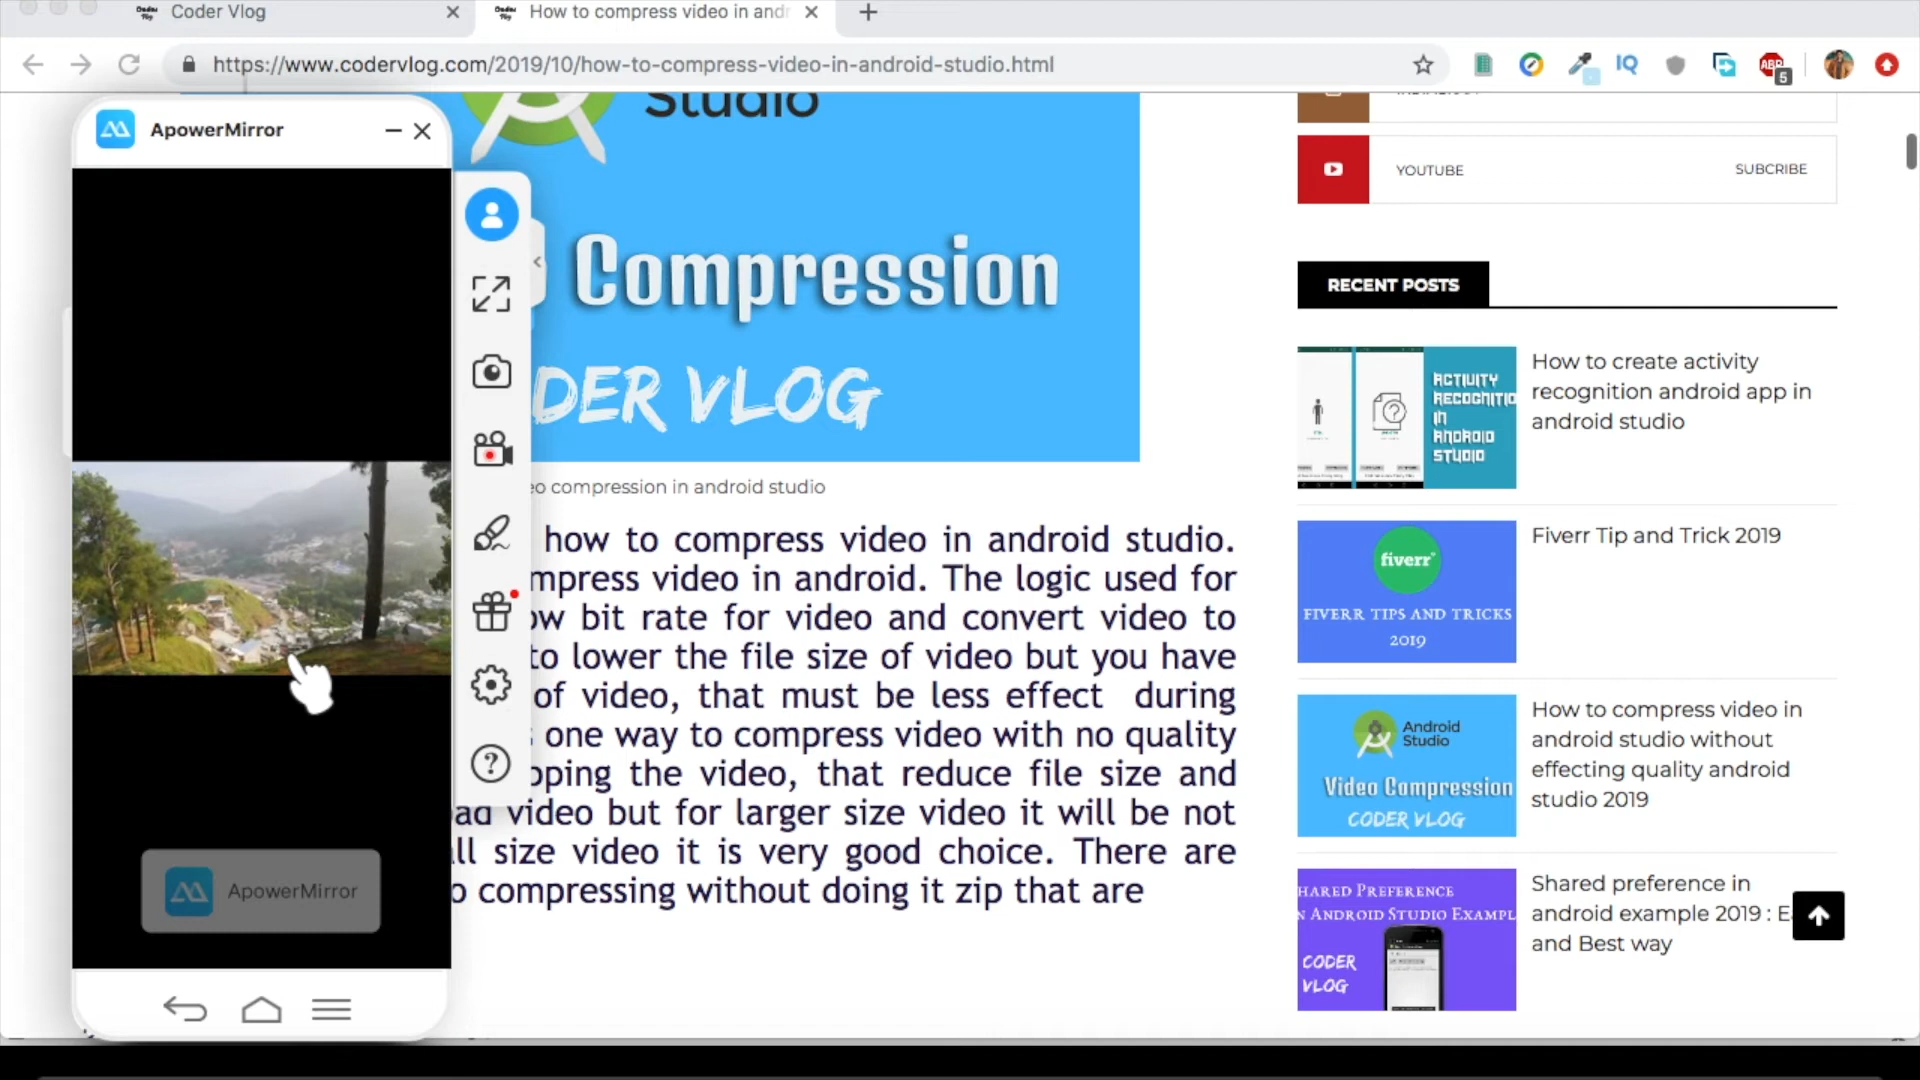 Coder Vlog
How to compress video in andr
https://www.codervlog.com/2019/10/how-to-compress-video-in-android-studio.html
ABP
5
IQ
ApowerMirror
Studio
Compression
DER VLOG
eo compression in android studio
how to compress video in android studio.
mpress video in android. The logic used for
ow bit rate for video and convert video to
to lower the file size of video but you have
of video, that must be less effect during
one way to compress video with no quality
pping the video, that reduce file size and
oad video but for larger size video it will be not
all size video it is very good choice. There are
o compressing without doing it zip that are
ApowerMirror
YOUTUBE
SUBCRIBE
RECENT POSTS
ACTIVITY
RECOGNITIO
IN
ANDROID
STUDIO
How to create activity
recognition android app in
android studio
fiverr
FIVERR TIPS AND TRICKS
2019
Fiverr Tip and Trick 2019
Android
Studio
Video Compression
CODER VLOG
How to compress video in
android studio without
effecting quality android
studio 2019
HARED PREFERENCE
N ANDROID STUDIO EXAMPL
CODER
VLOG
Shared preference in
android example 2019 : E
and Best way